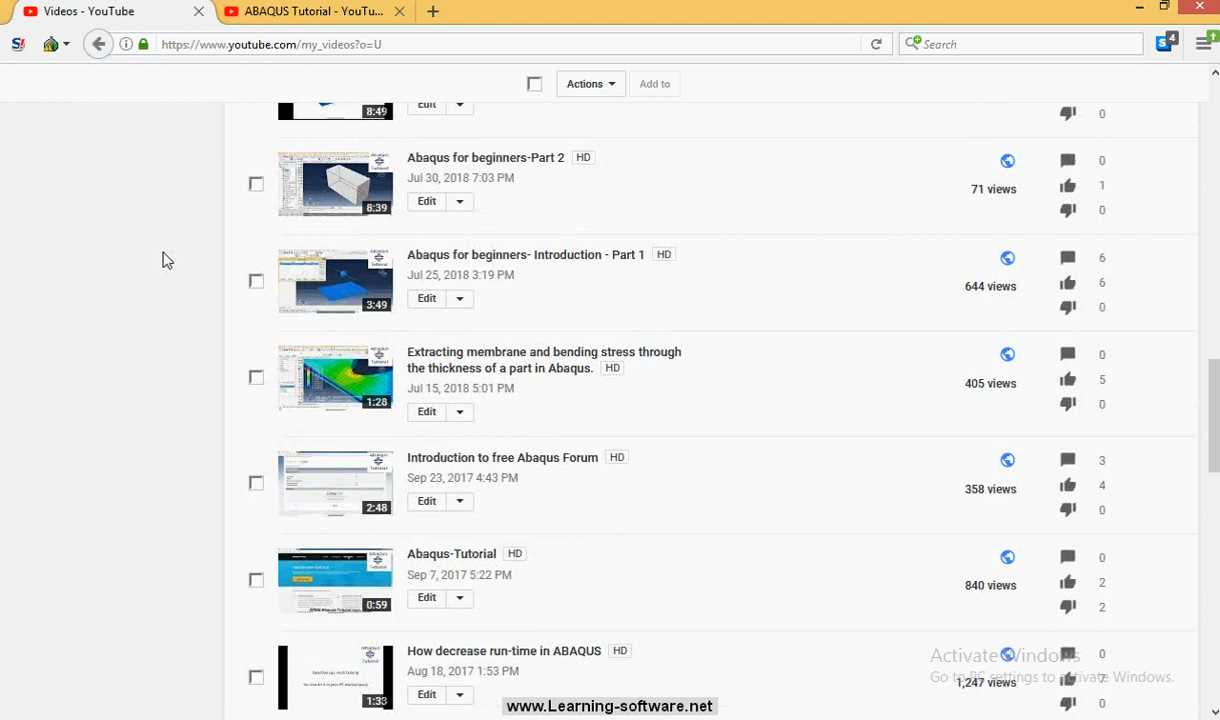 Videos - YouTube
ABAQUS Tutorial - YouTu...
https://www.youtube.com/my_videos?o=U
Search
4
Actions
Add to
8:49
Edit
0
Abaqus for beginners-Part 2 HD
Jul 30, 2018 7:03 PM
Edit
8:39
71 views
0
1
0
Abaqus for beginners- Introduction - Part 1 HD
Jul 25, 2018 3:19 PM
Edit
3:49
644 views
6
6
0
Extracting membrane and bending stress through
the thickness of a part in Abaqus. HD
Jul 15, 2018 5:01 PM
Edit
1:28
405 views
0
5
0
Introduction to free Abaqus Forum HD
Sep 23, 2017 4:43 PM
Edit
2:48
358 views
3
4
0
Abaqus-Tutorial HD
Sep 7, 2017 5:22 PM
Edit
0:59
840 views
0
2
2
How decrease run-time in ABAQUS HD
Aug 18, 2017 1:53 PM
Edit
1:33
1,247 views
0
7
0
Activate Windows
Go to PC settings to activate Windows.
www.Learning-software.net